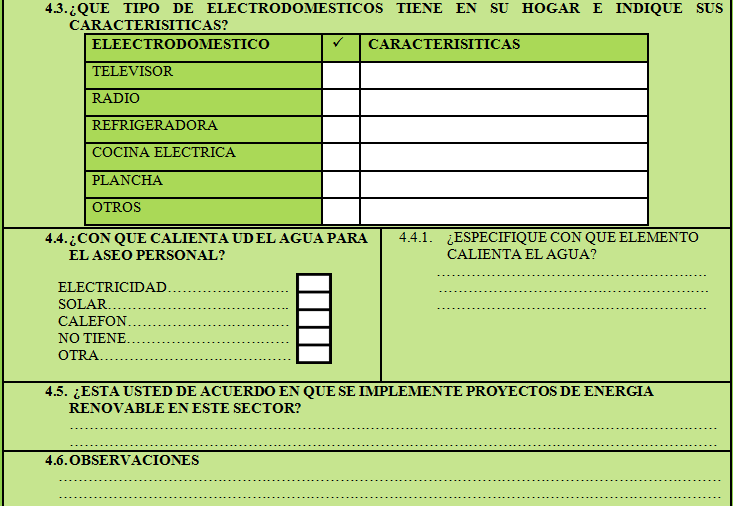 4.3. ¿QUE TIPO DE ELECTRODOMESTICOS TIENE EN SU HOGAR E INDIQUE SUS
CARACTERISITICAS?
ELEECTRODOMESTICO ✓ CARACTERISITICAS
TELEVISOR
RADIO
REFRIGERADORA
COCINA ELECTRICA
PLANCHA
OTROS
4.4. ¿CON QUE CALIENTA UD EL AGUA PARA
EL ASEO PERSONAL?
ELECTRICIDAD………………………
SOLAR…………………………………
CALEFON………………………………
NO TIENE………………………………
OTRA……………………………………
4.4.1. ¿ESPECIFIQUE CON QUE ELEMENTO
CALIENTA EL AGUA?
………………………………………………
………………………………………………
………………………………………………
4.5. ¿ESTA USTED DE ACUERDO EN QUE SE IMPLEMENTE PROYECTOS DE ENERGIA
RENOVABLE EN ESTE SECTOR?
……………………………………………………………………………………………
……………………………………………………………………………………………
4.6. OBSERVACIONES
……………………………………………………………………………………………
……………………………………………………………………………………………